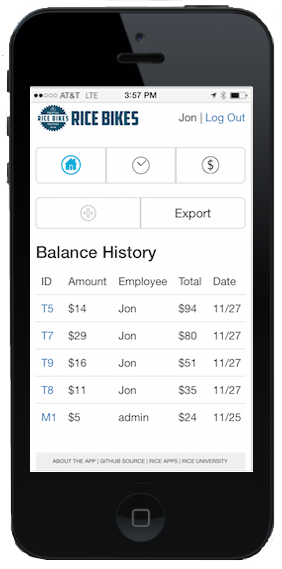 AT&T LTE 3:57 PM
RICE BIKES RICE BIKES Jon | Log Out
$
Export
Balance History
ID Amount Employee Total Date
T5 $14 Jon $94 11/27
T7 $29 Jon $80 11/27
T9 $16 Jon $51 11/27
T8 $11 Jon $35 11/27
M1 $5 admin $24 11/25
ABOUT THE APP | GITHUB SOURCE | RICE APPS | RICE UNIVERSITY